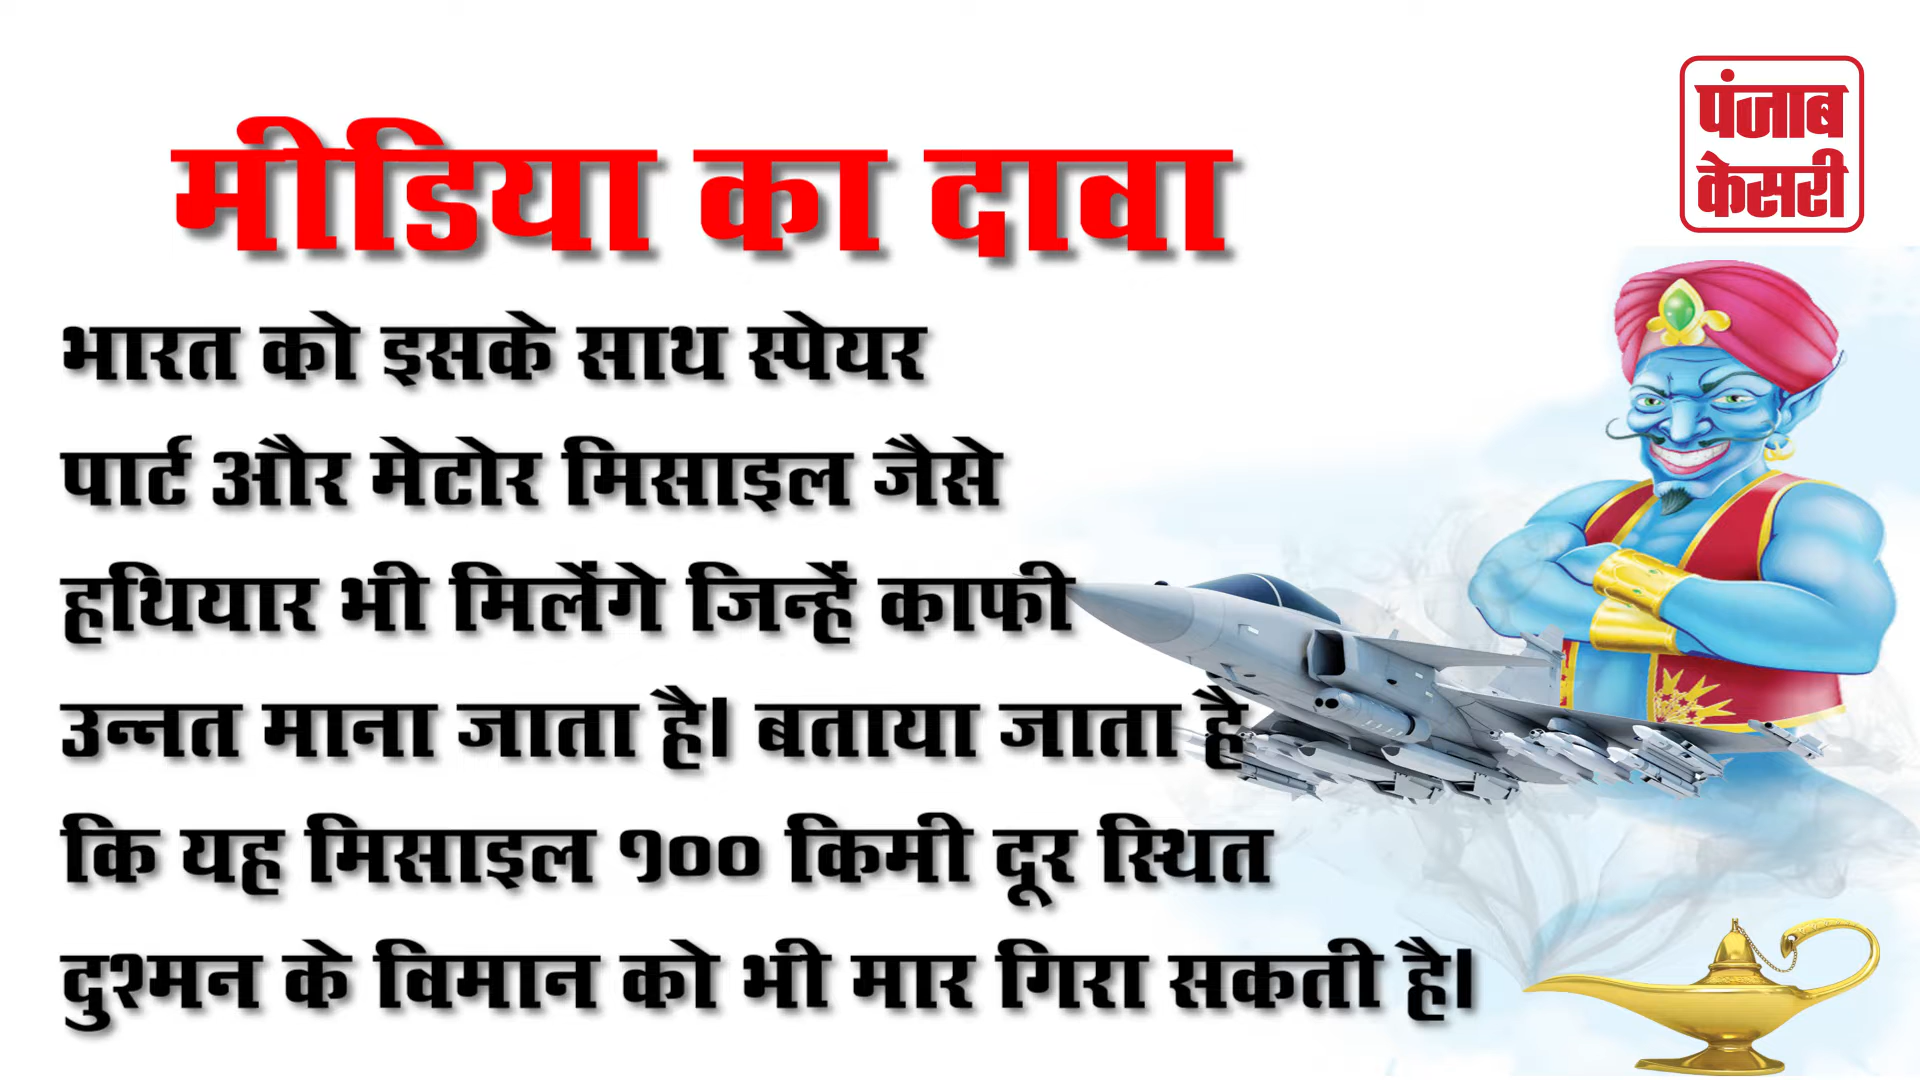 पंजाब
केसरी
मीडिया का दावा
भारत को इसके साथ स्पेयर
पार्ट और मेटोर मिसाइल जैसे
हथियार भी मिलेंगे जिन्हें काफी
उन्नत माना जाता है। बताया जाता है
कि यह मिसाइल १०० किमी दूर स्थित
दुश्मन के विमान को भी मार गिरा सकती है।